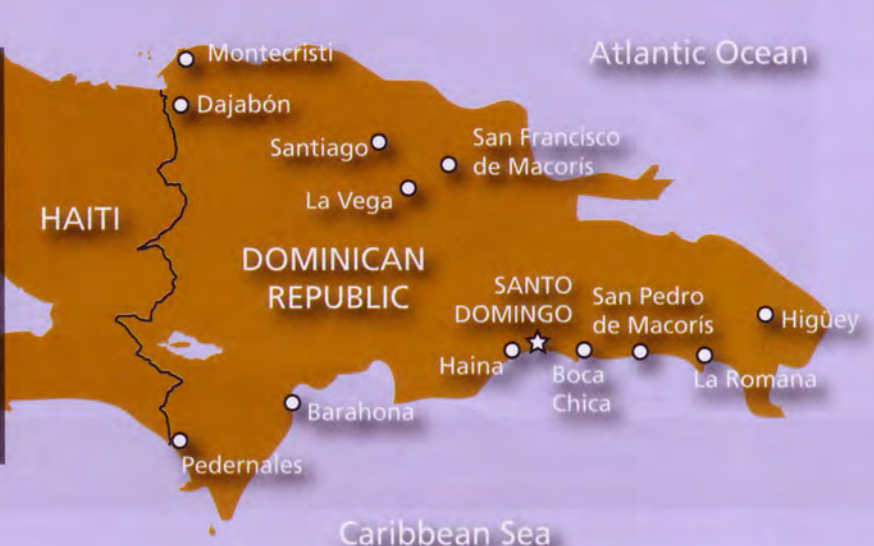 Montecristi
Atlantic Ocean
Dajabón
Santiago
San Francisco
de Macorís
La Vega
HAITI
DOMINICAN
REPUBLIC
SANTO
DOMINGO
San Pedro
de Macorís
Higüey
Haina
Boca
Chica
La Romana
Barahona
Pedernales
Caribbean Sea